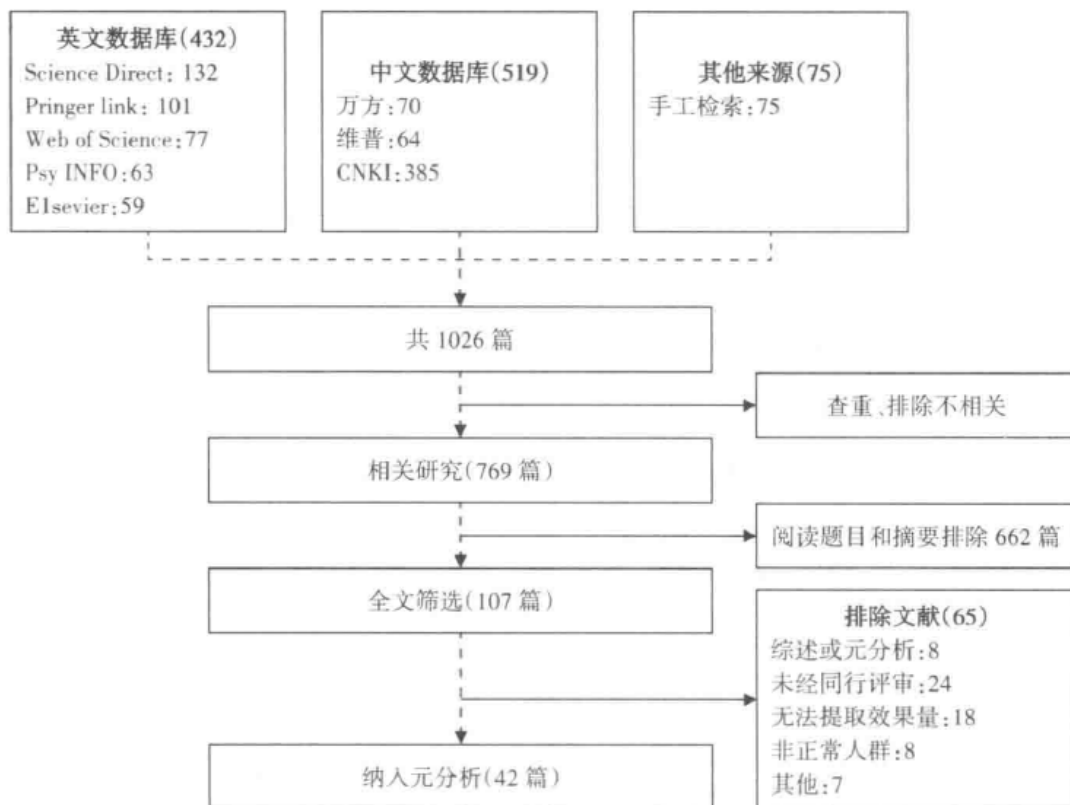 英文数据库(432)
Science Direct: 132
Pringer link: 101
Web of Science:77
Psy INFO:63
E1sevier:59
中文数据库(519)
万方:70
维普:64
CNKI:385
其他来源(75)
手工检索:75
共 1026 篇
查重、排除不相关
相关研究(769 篇)
阅读题目和摘要排除 662 篇
全文筛选(107 篇)
排除文献(65)
综述或元分析:8
未经同行评审:24
无法提取效果量:18
非正常人群:8
其他:7
纳入元分析(42 篇)